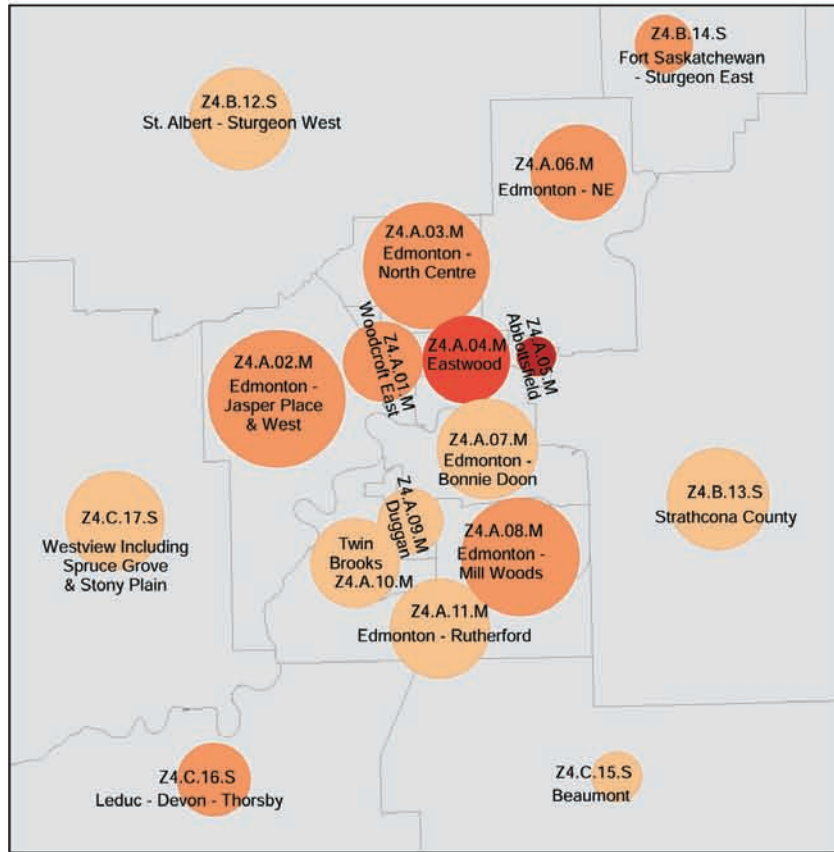 Z4.B.14.S
Fort Saskatchewan
- Sturgeon East
Z4.B.12.S
St. Albert - Sturgeon West
Z4.A.06.M
Edmonton - NE
Z4.A.03.M
Edmonton -
North Centre
Z4.A.01.M
Woodcroft East
Z4.A.04.M
Eastwood
Z4.A.05.M
Abbottsfield
Z4.A.02.M
Edmonton -
Jasper Place
& West
Z4.A.07.M
Edmonton -
Bonnie Doon
Z4.B.13.S
Strathcona County
Z4.C.17.S
Westview Including
Spruce Grove
& Stony Plain
Z4.A.09.M
Duggan
Z4.A.08.M
Edmonton -
Mill Woods
Twin
Brooks
Z4.A.10.M
Z4.A.11.M
Edmonton - Rutherford
Z4.C.16.S
Leduc - Devon - Thorsby
Z4.C.15.S
Beaumont